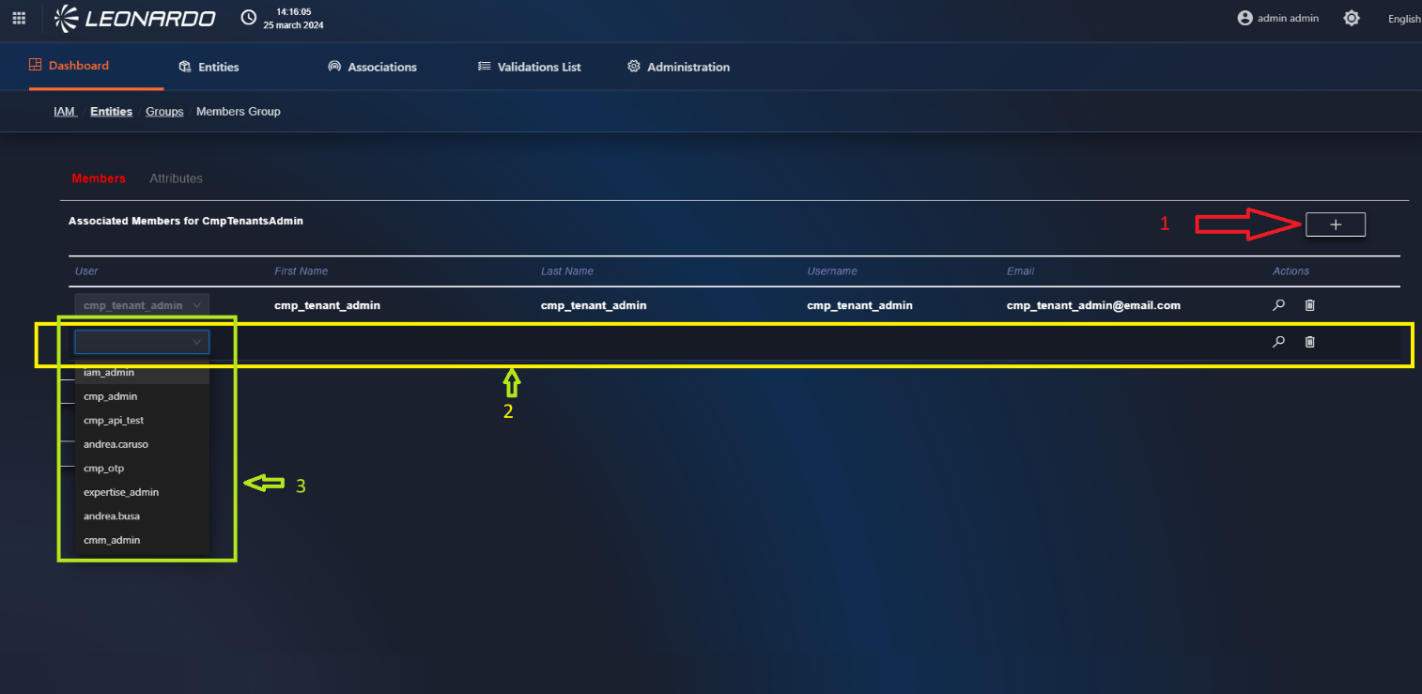 LEONARDO 14:16:05 admin admin English
25 march 2024
Dashboard Entities Associations Validations List Administration
IAM / Entities / Groups / Members Group
Members Attributes
Associated Members for CmpTenantsAdmin 1 +
User First Name Last Name Username Email Actions
cmp_tenant_admin cmp_tenant_admin cmp_tenant_admin cmp_tenant_admin cmp_tenant_admin@email.com
iam_admin
cmp_admin 2
cmp_api_test
andrea.caruso
cmp_otp
expertise_admin 3
andrea.busa
cmm_admin